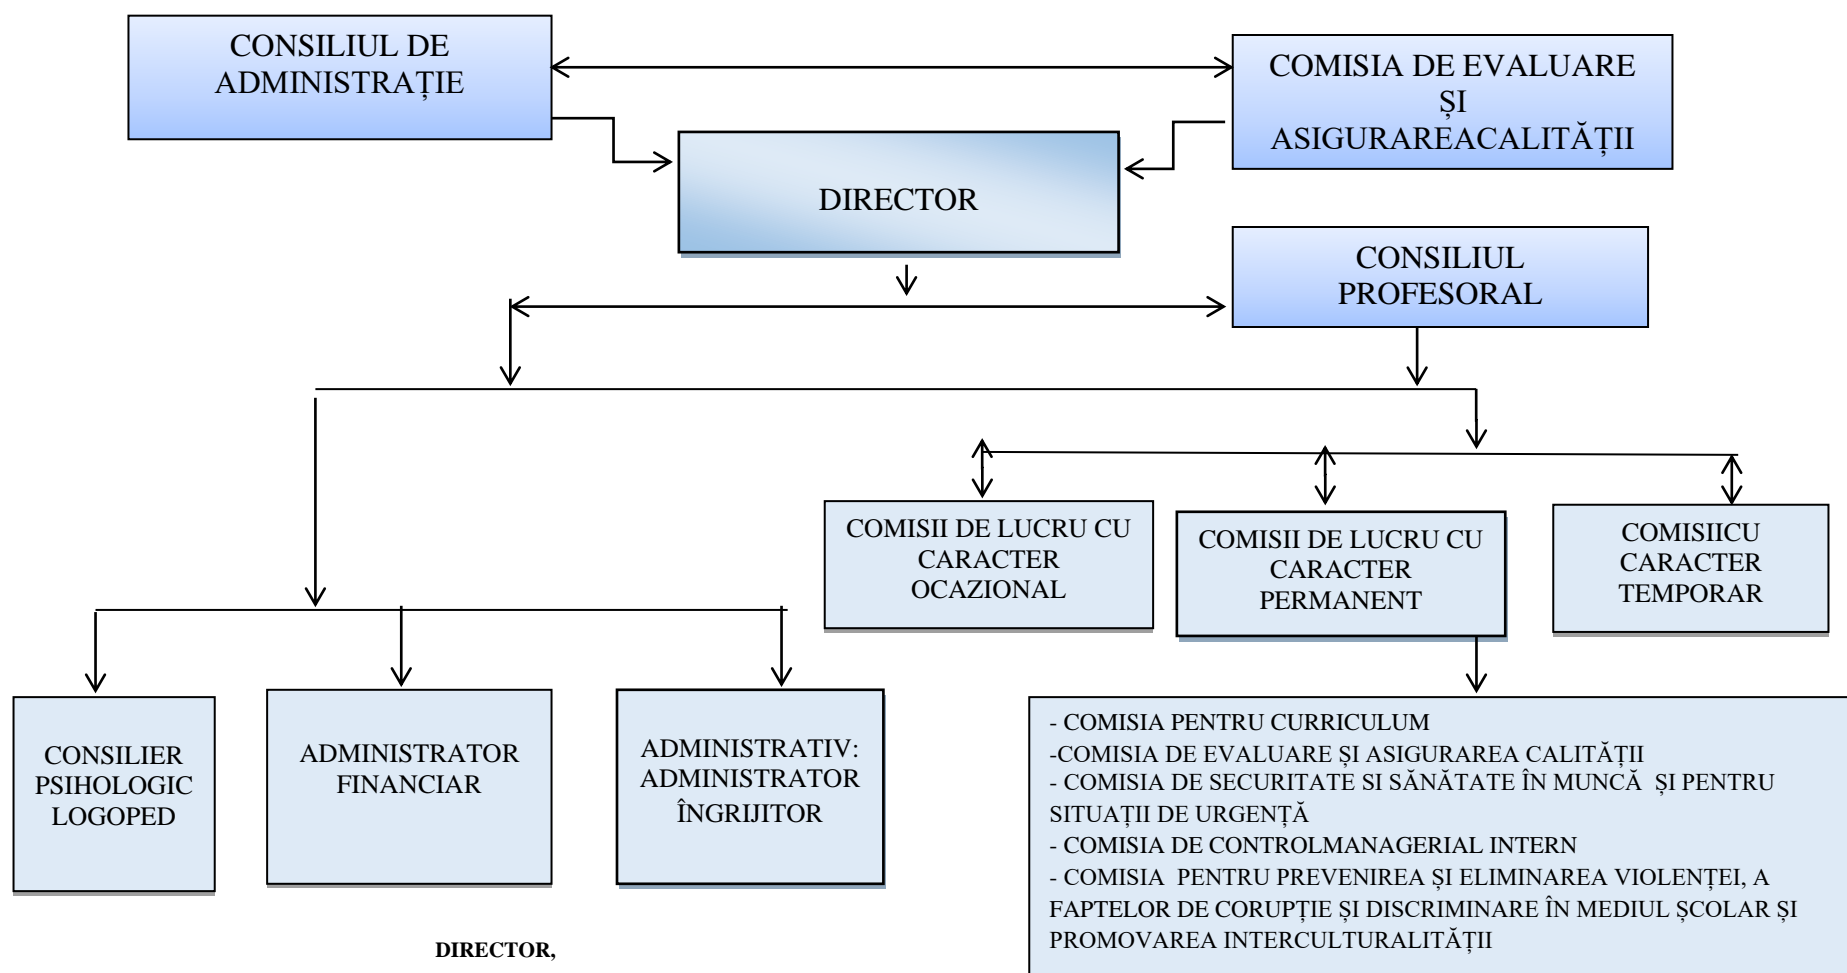 CONSILIUL DE
ADMINISTRAȚIE
COMISIA DE EVALUARE
ȘI
ASIGURAREACALITĂȚII
DIRECTOR
CONSILIUL
PROFESORAL
COMISII DE LUCRU CU
CARACTER
OCAZIONAL
COMISII DE LUCRU CU
CARACTER
PERMANENT
COMISIICU
CARACTER
TEMPORAR
CONSILIER
PSIHOLOGIC
LOGOPED
ADMINISTRATOR
FINANCIAR
ADMINISTRATIV:
ADMINISTRATOR
ÎNGRIJITOR
- COMISIA PENTRU CURRICULUM
-COMISIA DE EVALUARE ȘI ASIGURAREA CALITĂȚII
- COMISIA DE SECURITATE SI SĂNĂTATE ÎN MUNCĂ ȘI PENTRU
SITUAȚII DE URGENȚĂ
- COMISIA DE CONTROLMANAGERIAL INTERN
- COMISIA PENTRU PREVENIREA ȘI ELIMINAREA VIOLENȚEI, A
FAPTELOR DE CORUPȚIE ȘI DISCRIMINARE ÎN MEDIUL ȘCOLAR ȘI
PROMOVAREA INTERCULTURALITĂȚII
DIRECTOR,